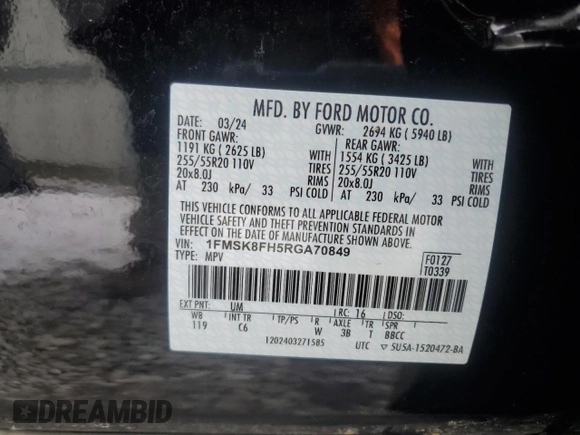 MFD. BY FORD MOTOR CO.
DATE: 03/24 GVWR: 2694 KG ( 5940 LB)
FRONT GAWR: REAR GAWR:
1191 KG ( 2625 LB) WITH 1554 KG ( 3425 LB) WITH
255/55R20 110V TIRES 255/55R20 110V TIRES
20x8.0J RIMS 20x8.0J RIMS
AT 230 kPa/ 33 PSI COLD AT 230 kPa/ 33 PSI COLD
THIS VEHICLE CONFORMS TO ALL APPLICABLE FEDERAL MOTOR
VEHICLE SAFETY AND THEFT PREVENTION STANDARDS IN
EFFECT ON THE DATE OF MANUFACTURE SHOWN ABOVE.
VIN: 1FMSK8FH5RGA70849 F0127
TYPE: MPV T0339
EXT PNT: UM RC: 16 DSO:
WB INT TR TP/PS R AXLE TR SPR
119 C6 W 3B T BBCC
1202403271585 UTC 5U5A-1520472-BA
DREAMBID